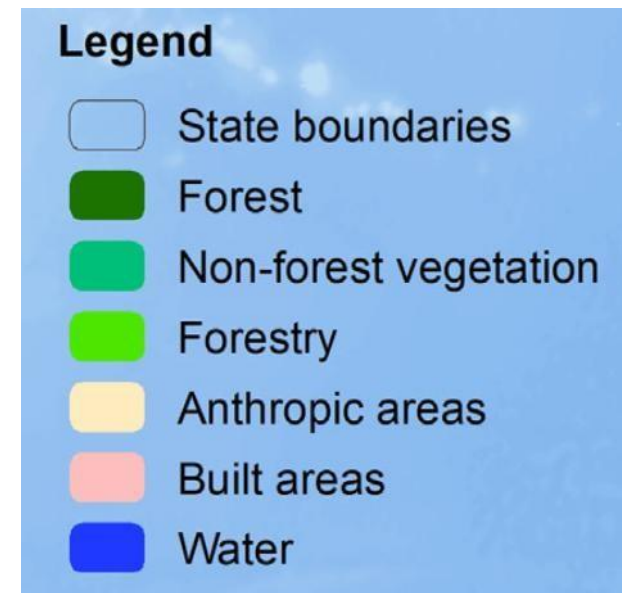 Legend
State boundaries
Forest
Non-forest vegetation
Forestry
Anthropic areas
Built areas
Water